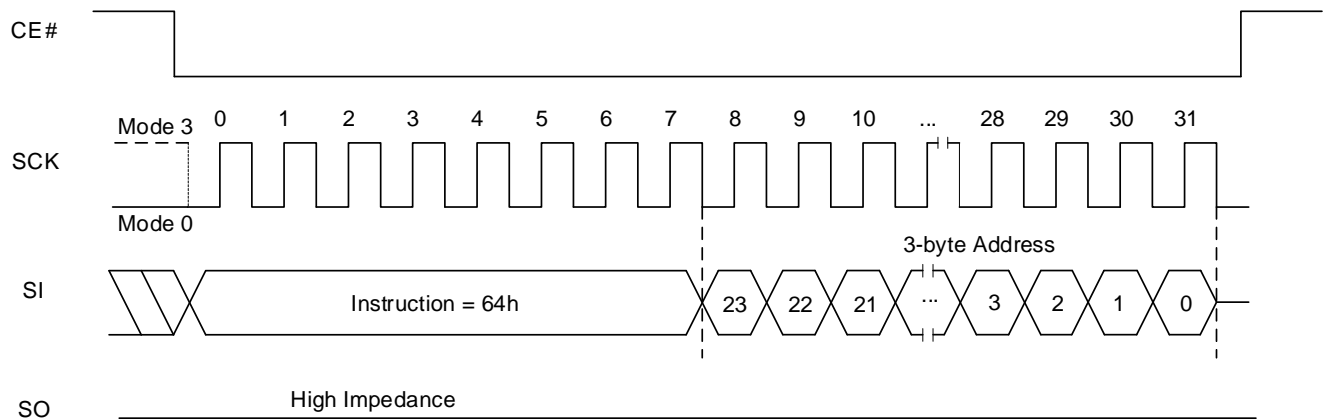 CE#
Mode 3 0 1 2 3 4 5 6 7 8 9 10 ... 28 29 30 31
SCK
Mode 0
3-byte Address
SI Instruction = 64h 23 22 21 ... 3 2 1 0
High Impedance
SO